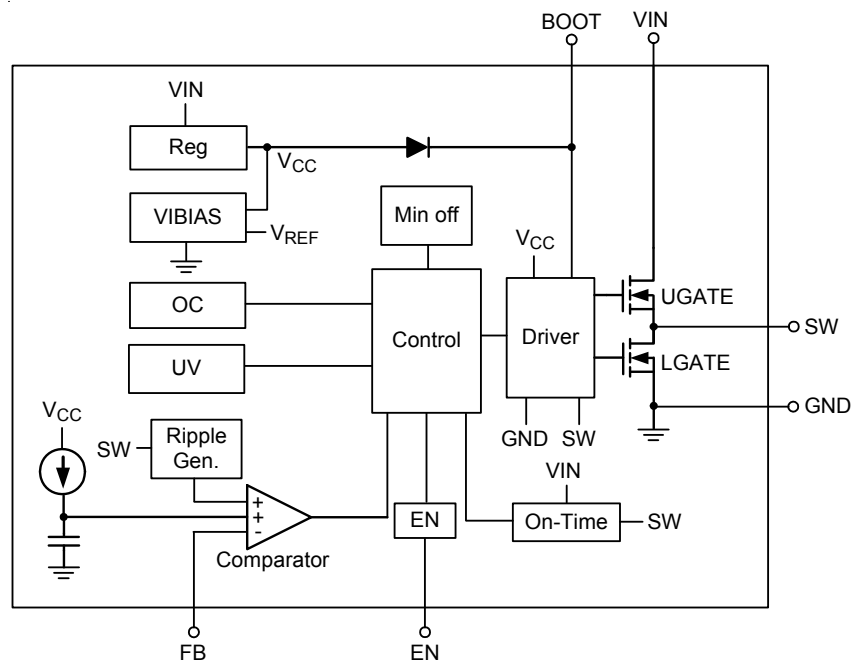 BOOT
VIN
VIN
Reg
VCC
VIBIAS
VREF
Min off
VCC
OC
UV
Control
Driver
UGATE
SW
LGATE
GND
VCC
SW
Ripple
Gen.
GND
SW
VIN
+
+
-
EN
On-Time
SW
Comparator
FB
EN